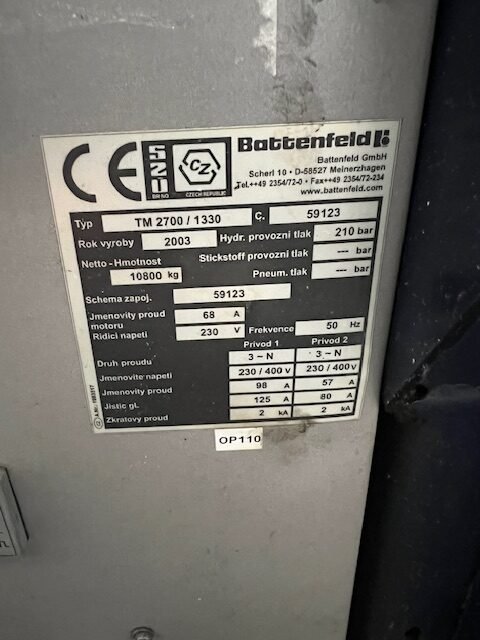 CE SZU BRNO CZ CZECH REPUBLIC
Battenfeld
Battenfeld GmbH
Scherl 10 • D-58527 Meinerzhagen
Tel.++49 2354/72-0 • Fax++49 2354/72-234
www.battenfeld.com
Typ TM 2700 / 1330 Č. 59123
Rok vyroby 2003 Hydr. provozni tlak 210 bar
Netto - Hmotnost Stickstoff provozni tlak --- bar
10800 kg Pneum. tlak --- bar
Schema zapoj. 59123
Jmenovity proud motoru 68 A
Ridici napeti 230 V Frekvence 50 Hz
Privod 1 Privod 2
Druh proudu 3 ~ N 3 ~ N
Jmenovite napeti 230 / 400 V 230 / 400 V
Jmenovity proud 98 A 57 A
Jistic gL 125 A 80 A
Zkratovy proud 2 kA 2 kA
OP110